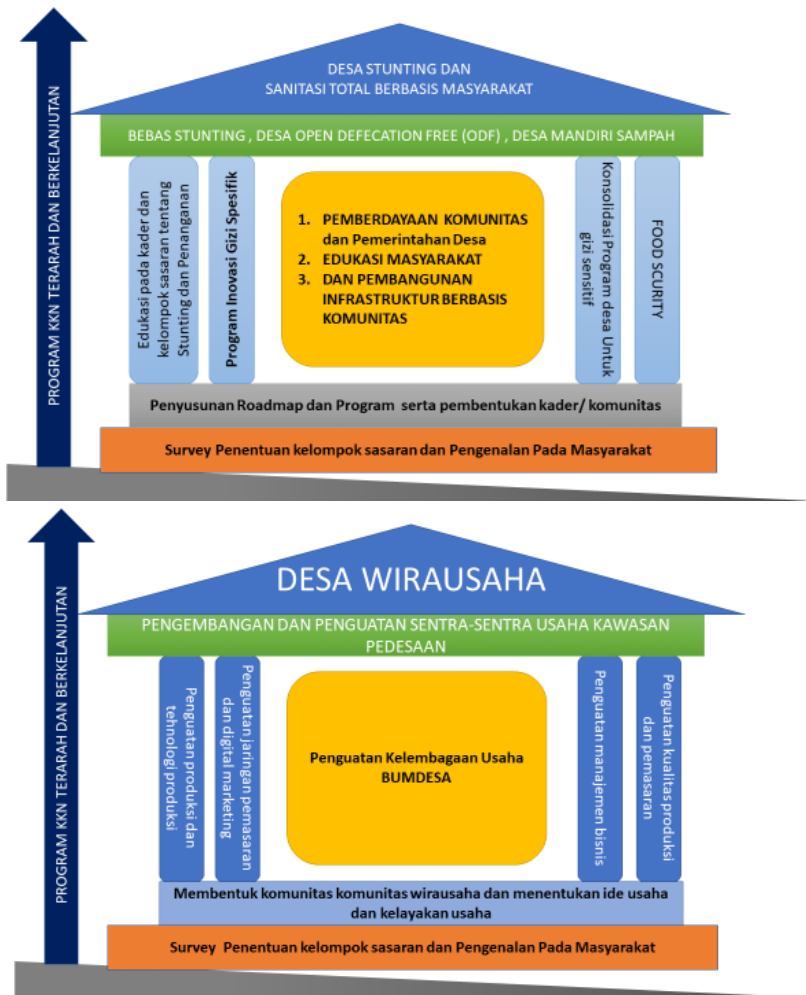 PROGRAM KKN TERARAH DAN BERKELANJUTAN
DESA STUNTING DAN
SANITASI TOTAL BERBASIS MASYARAKAT
BEBAS STUNTING , DESA OPEN DEFECATION FREE (ODF) , DESA MANDIRI SAMPAH
Edukasi pada kader dan
kelompok sasaran tentang
Stunting dan Penanganan
Program Inovasi Gizi Spesifik
1. PEMBERDAYAAN KOMUNITAS
dan Pemerintahan Desa
2. EDUKASI MASYARAKAT
3. DAN PEMBANGUNAN
INFRASTRUKTUR BERBASIS
KOMUNITAS
Konsolidasi Program desa Untuk
gizi sensitif
FOOD SCURITY
Penyusunan Roadmap dan Program serta pembentukan kader/ komunitas
Survey Penentuan kelompok sasaran dan Pengenalan Pada Masyarakat
PROGRAM KKN TERARAH DAN BERKELANJUTAN
DESA WIRAUSAHA
PENGEMBANGAN DAN PENGUATAN SENTRA-SENTRA USAHA KAWASAN
PEDESAAN
Penguatan produksi dan
tehnologi produksi
Penguatan jaringan pemasaran
dan digital marketing
Penguatan Kelembagaan Usaha
BUMDESA
Penguatan manajemen bisnis
Penguatan kualitas produksi
dan pemasaran
Membentuk komunitas komunitas wirausaha dan menentukan ide usaha
dan kelayakan usaha
Survey Penentuan kelompok sasaran dan Pengenalan Pada Masyarakat